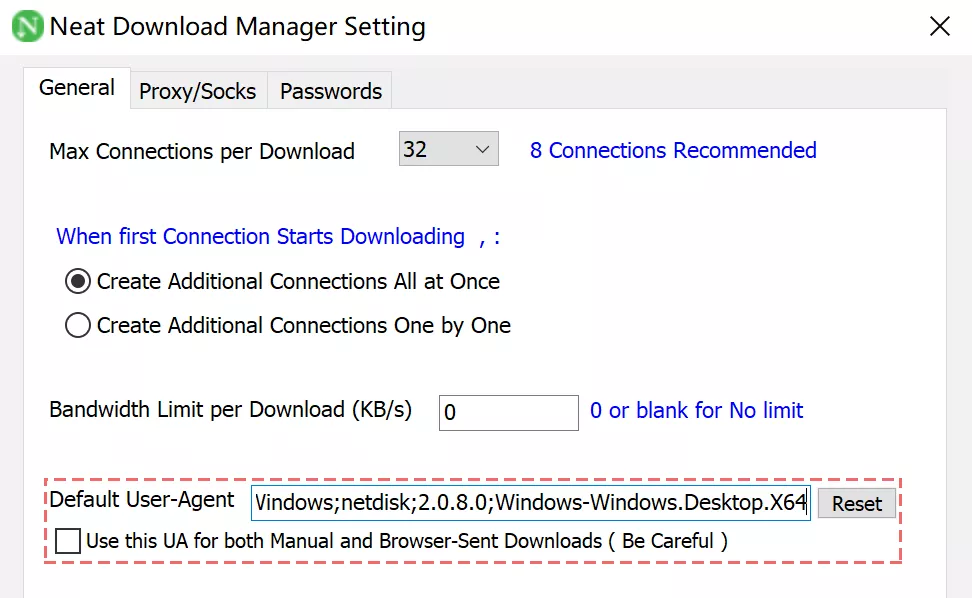 Neat Download Manager Setting
General Proxy/Socks Passwords
Max Connections per Download 32 8 Connections Recommended
When first Connection Starts Downloading , :
Create Additional Connections All at Once
Create Additional Connections One by One
Bandwidth Limit per Download (KB/s) 0 0 or blank for No limit
Default User-Agent Windows;netdisk;2.0.8.0;Windows-Windows.Desktop.X64 Reset
Use this UA for both Manual and Browser-Sent Downloads ( Be Careful )